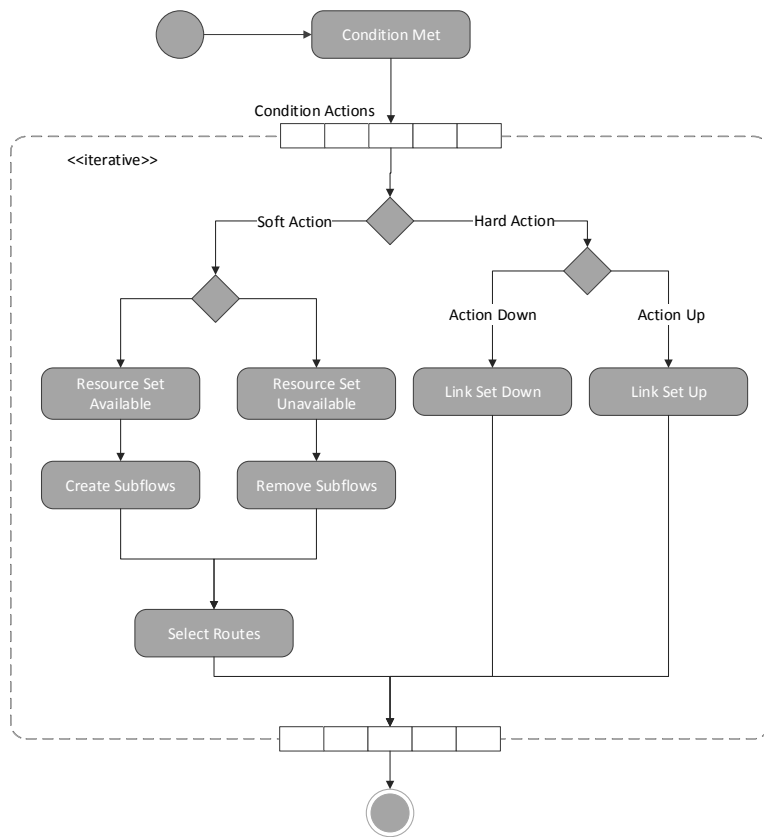 Condition Met
Condition Actions
<<iterative>>
Soft Action
Hard Action
Action Down
Action Up
Resource Set
Available
Resource Set
Unavailable
Link Set Down
Link Set Up
Create Subflows
Remove Subflows
Select Routes